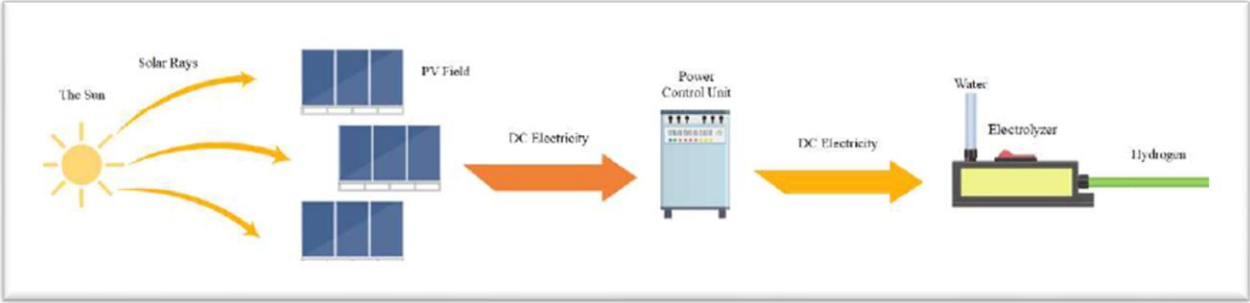 The Sun
Solar Rays
PV Field
DC Electricity
Power
Control Unit
DC Electricity
Water
Electrolyzer
Hydrogen